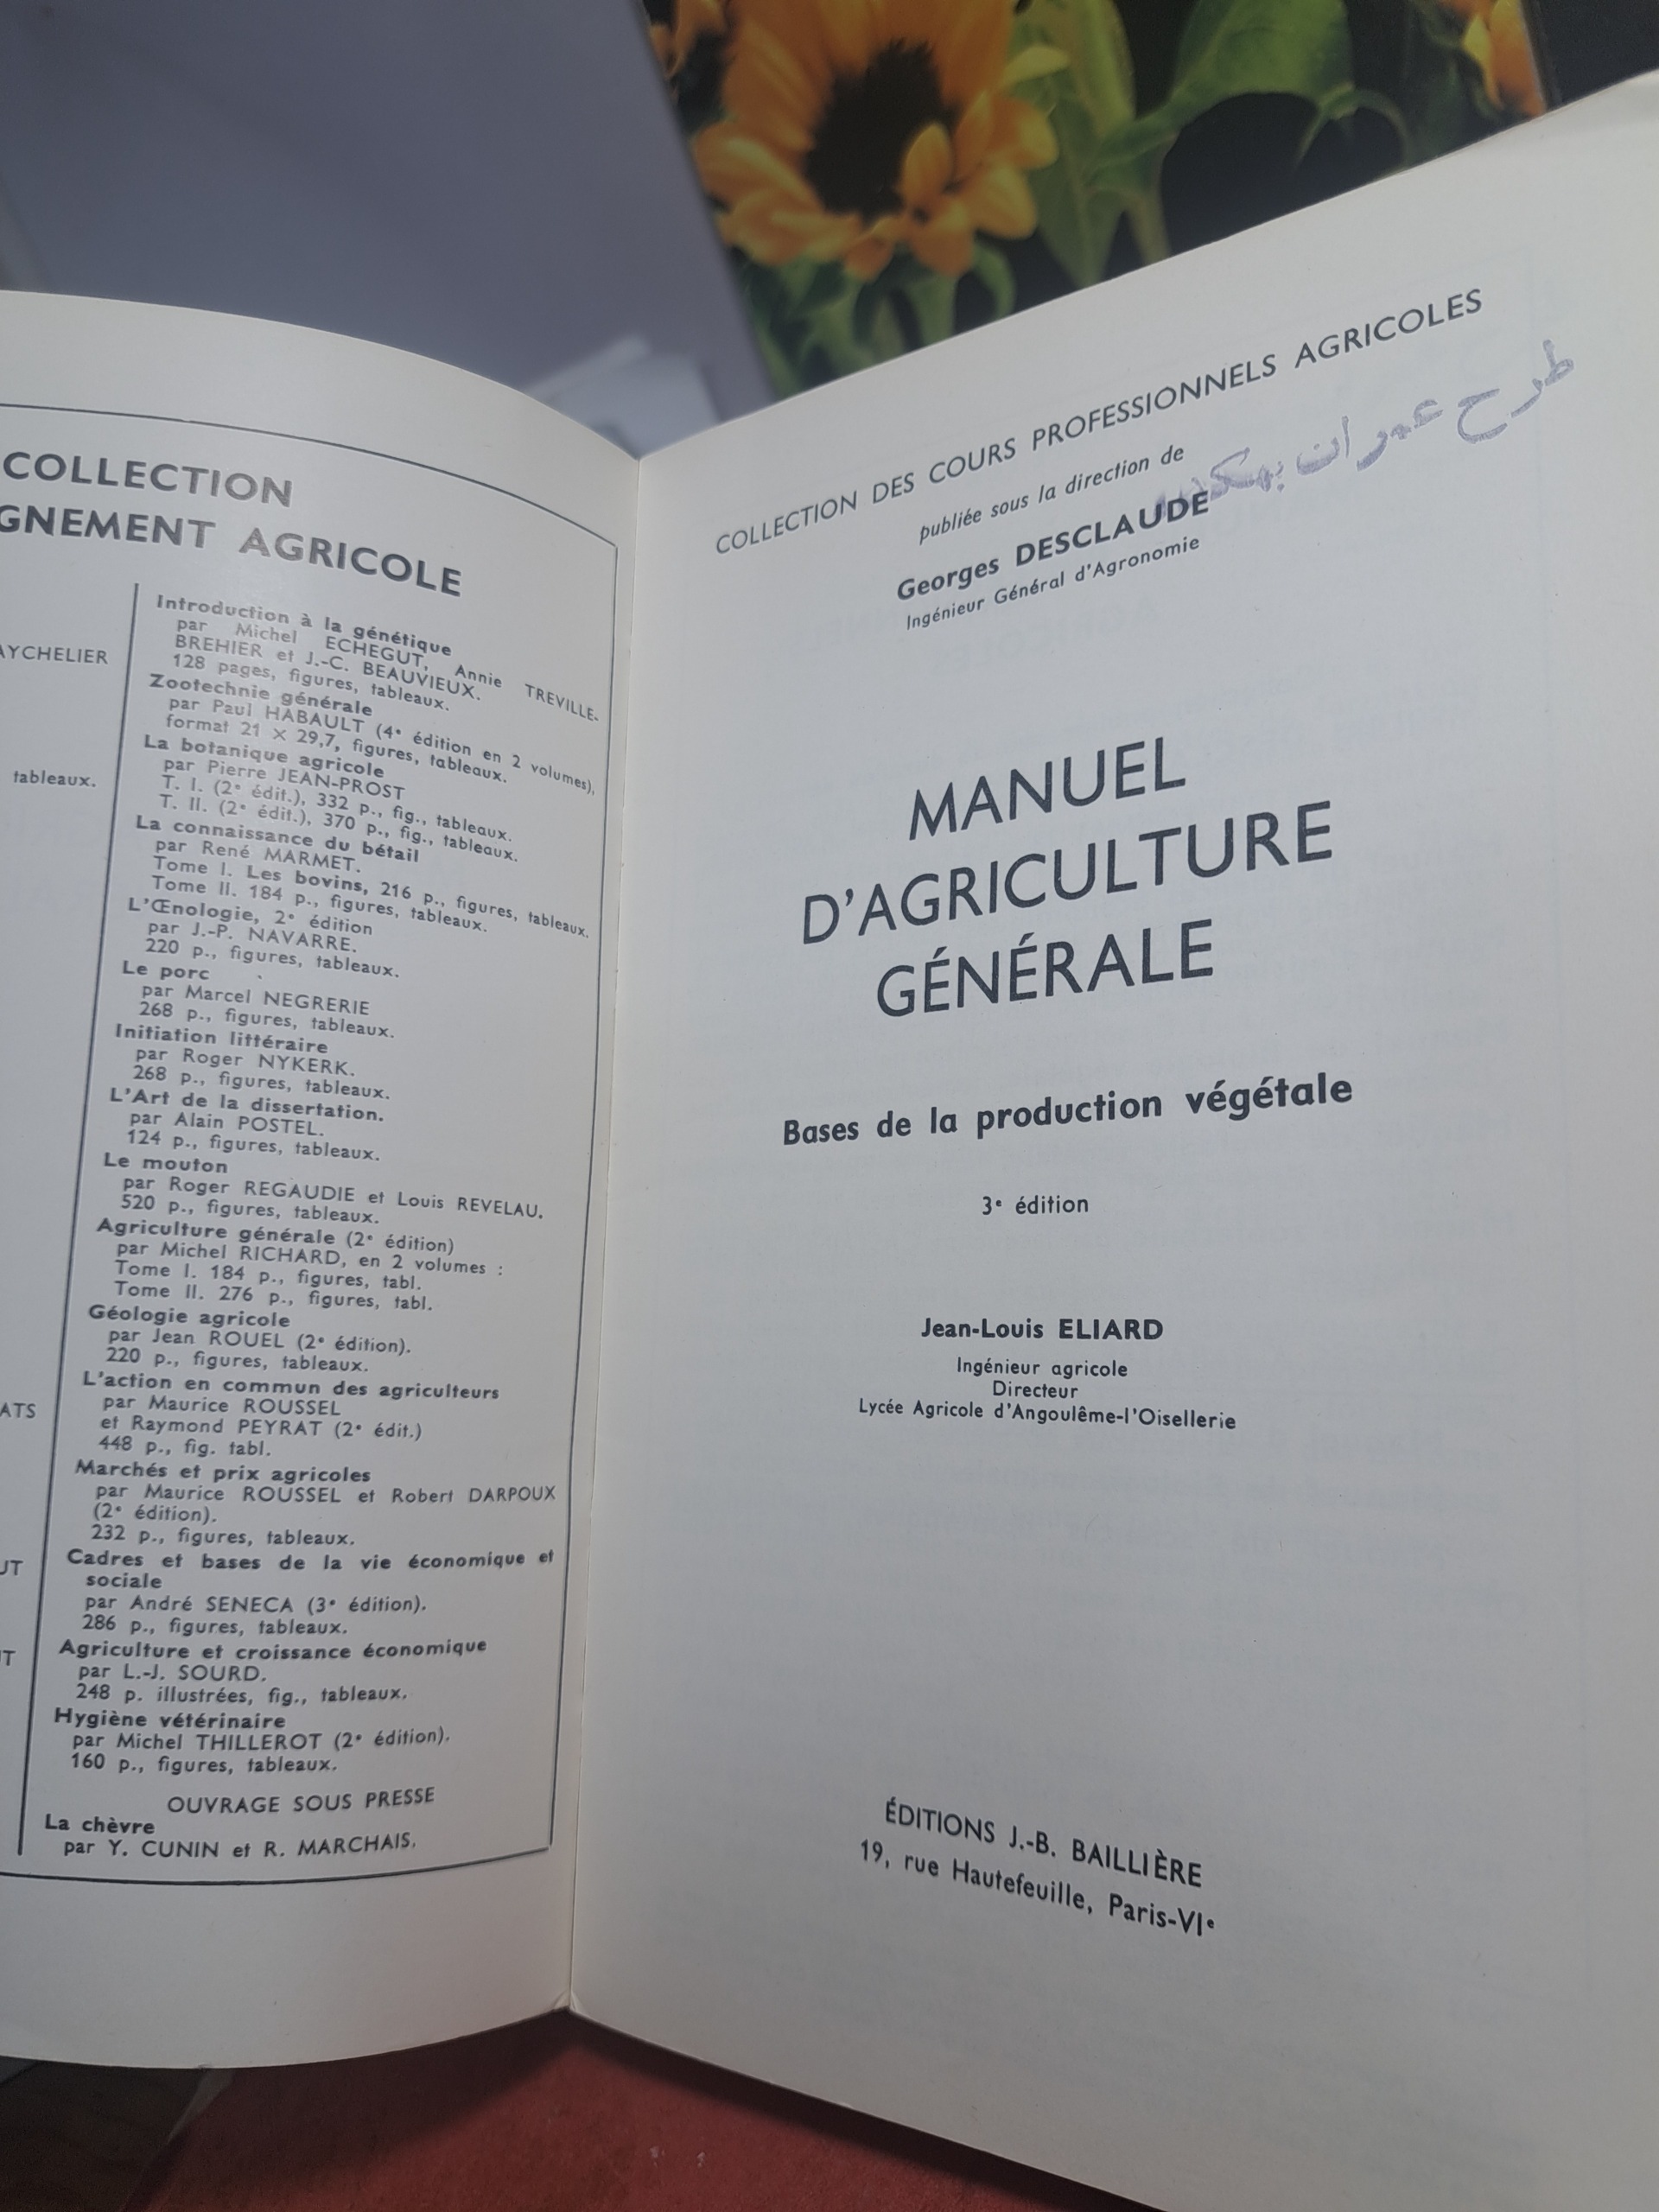 COLLECTION
GNEMENT AGRICOLE
AYCHELIER
tableaux.
ATS
UT
UT
Introduction à la génétique
par Michel ECHEGUT, Annie TREVILLE-
BREHIER et J.-C. BEAUVIEUX.
128 pages, figures, tableaux.
Zootechnie générale
par Paul HABAULT (4e édition en 2 volumes),
format 21 × 29,7, figures, tableaux.
La botanique agricole
par Pierre JEAN-PROST
T. I. (2e édit.), 332 p., fig., tableaux.
T. II. (2e édit.), 370 p., fig., tableaux.
La connaissance du bétail
par René MARMET.
Tome I. Les bovins, 216 p., figures, tableaux.
Tome II. 184 p., figures, tableaux.
L'Œnologie, 2e édition
par J.-P. NAVARRE.
220 p., figures, tableaux.
Le porc
par Marcel NEGRERIE
268 p., figures, tableaux.
Initiation littéraire
par Roger NYKERK.
268 p., figures, tableaux.
L'Art de la dissertation.
par Alain POSTEL.
124 p., figures, tableaux.
Le mouton
par Roger REGAUDIE et Louis REVELAU.
520 p., figures, tableaux.
Agriculture générale (2e édition)
par Michel RICHARD, en 2 volumes :
Tome I. 184 p., figures, tabl.
Tome II. 276 p., figures, tabl.
Géologie agricole
par Jean ROUEL (2e édition).
220 p., figures, tableaux.
L'action en commun des agriculteurs
par Maurice ROUSSEL
et Raymond PEYRAT (2e édit.)
448 p., fig. tabl.
Marchés et prix agricoles
par Maurice ROUSSEL et Robert DARPOUX
(2e édition).
232 p., figures, tableaux.
Cadres et bases de la vie économique et
sociale
par André SENECA (3e édition).
286 p., figures, tableaux.
Agriculture et croissance économique
par L.-J. SOURD.
248 p. illustrées, fig., tableaux.
Hygiène vétérinaire
par Michel THILLEROT (2e édition).
160 p., figures, tableaux.
OUVRAGE SOUS PRESSE
La chèvre
par Y. CUNIN et R. MARCHAIS.
COLLECTION DES COURS PROFESSIONNELS AGRICOLES
طرح عمران
publiée sous la direction de
Georges DESCLAUDE
Ingénieur Général d'Agronomie
MANUEL
D'AGRICULTURE
GÉNÉRALE
Bases de la production végétale
3e édition
Jean-Louis ELIARD
Ingénieur agricole
Directeur
Lycée Agricole d'Angoulême-l'Oisellerie
ÉDITIONS J.-B. BAILLIÈRE
19, rue Hautefeuille, Paris-VIe